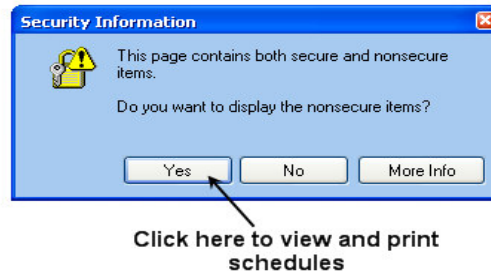 Security Information
This page contains both secure and nonsecure
items.
Do you want to display the nonsecure items?
Yes No More Info
Click here to view and print
schedules